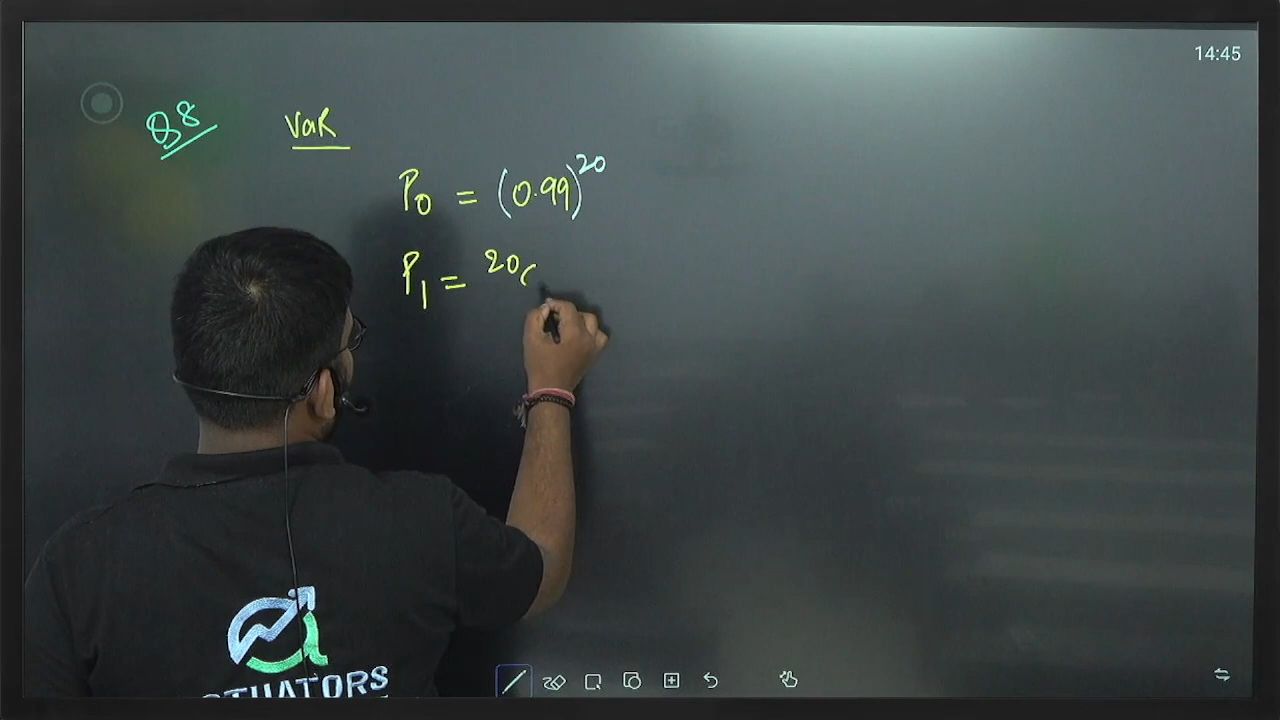 14:45
Q8 VaR
P₀ = (0.99)²⁰
P₁ = ²⁰C